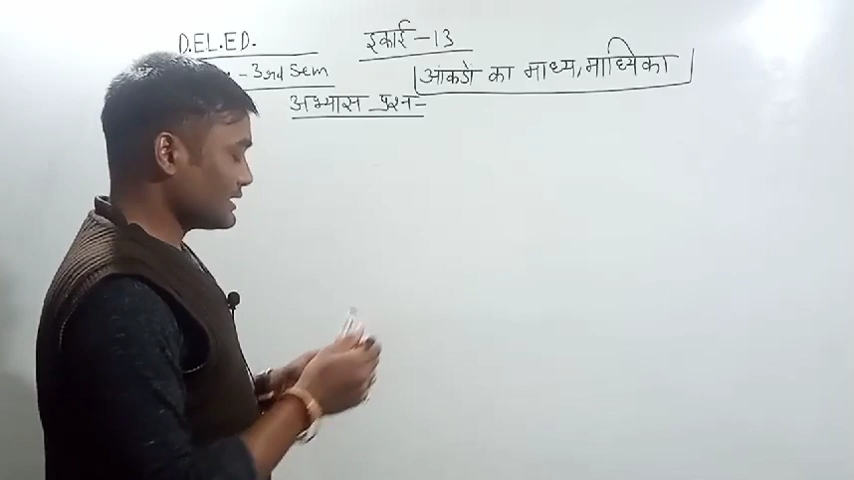 D.EL.ED. इकाई -13
- 3rd Sem आंकडो का माध्य, माध्यिका
अभ्यास प्रश्न=